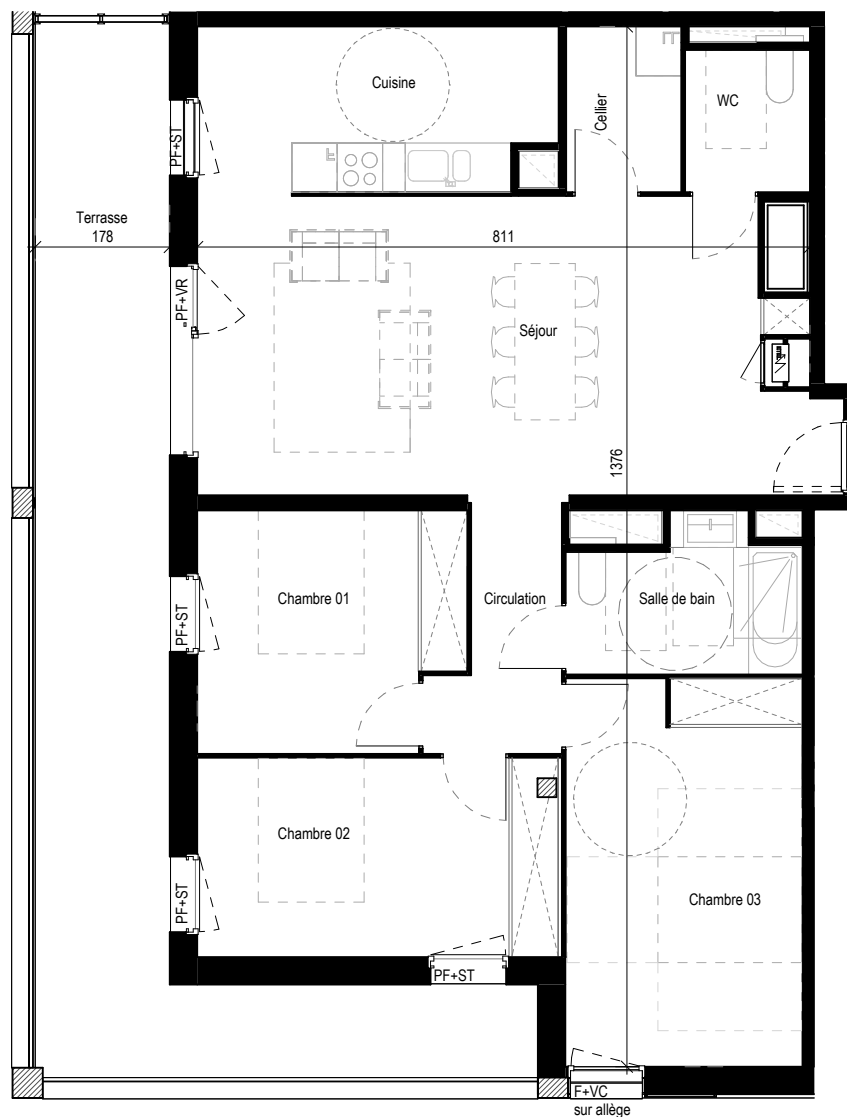 Cuisine
Cellier
WC
PF+ST
Terrasse
178
811
PF+VR
Séjour
1376
Chambre 01
Circulation
Salle de bain
PF+ST
Chambre 02
Chambre 03
PF+ST
PF+ST
F+VC
sur allège